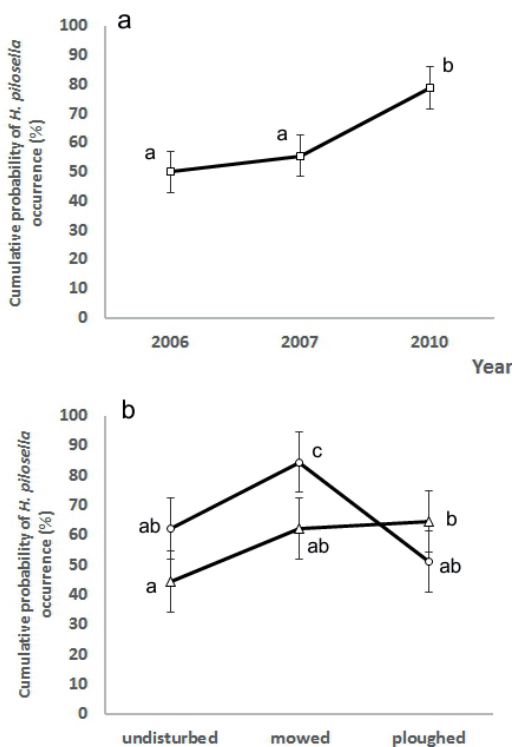 a
Cumulative probability of H. pilosella
occurrence (%)
100
90
80
70
60
50
40
30
20
10
0
a
a
b
2006 2007 2010
Year
b
Cumulative probability of H. pilosella
occurrence (%)
100
90
80
70
60
50
40
30
20
10
0
ab
a
c
ab
b
ab
undisturbed mowed ploughed